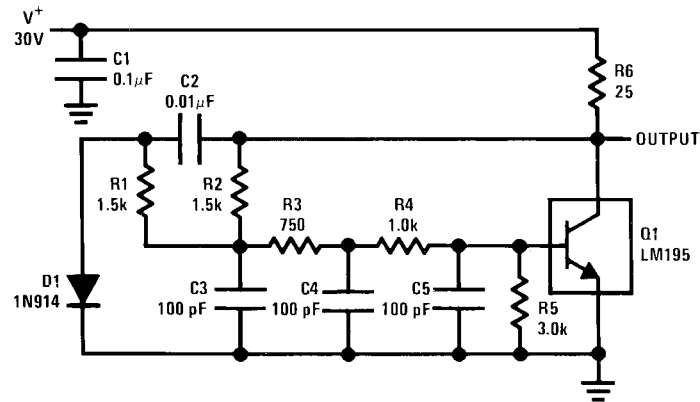 V+
30V
C1
0.1μF
C2
0.01μF
R6
25
OUTPUT
R1
1.5k
R2
1.5k
R3
750
R4
1.0k
Q1
LM195
D1
1N914
C3
100 pF
C4
100 pF
C5
100 pF
R5
3.0k